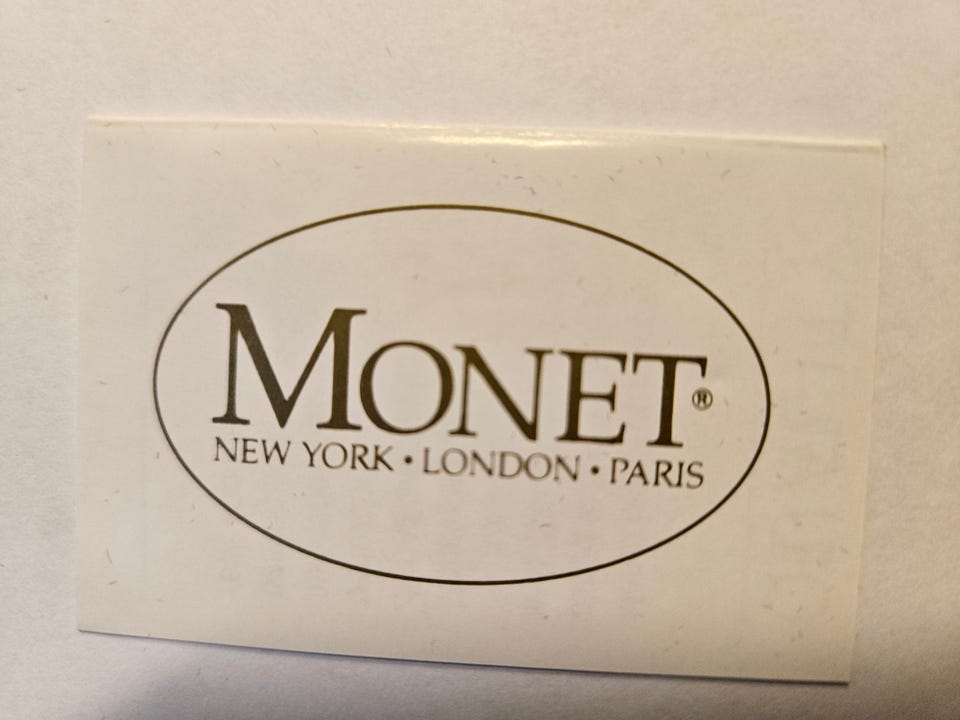 MONET®
NEW YORK • LONDON • PARIS